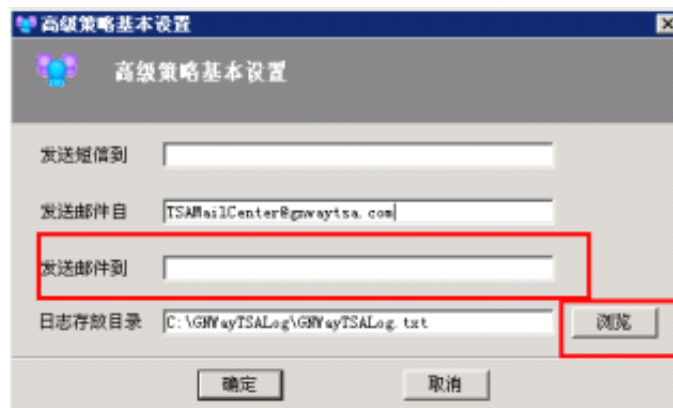 高级策略基本设置
高级策略基本设置
发送短信到
发送邮件自 TSAMailCenter@gnwaytsa.com
发送邮件到
日志存放目录 C:\GNWayTSALog\GNWayTSALog.txt 浏览
确定 取消